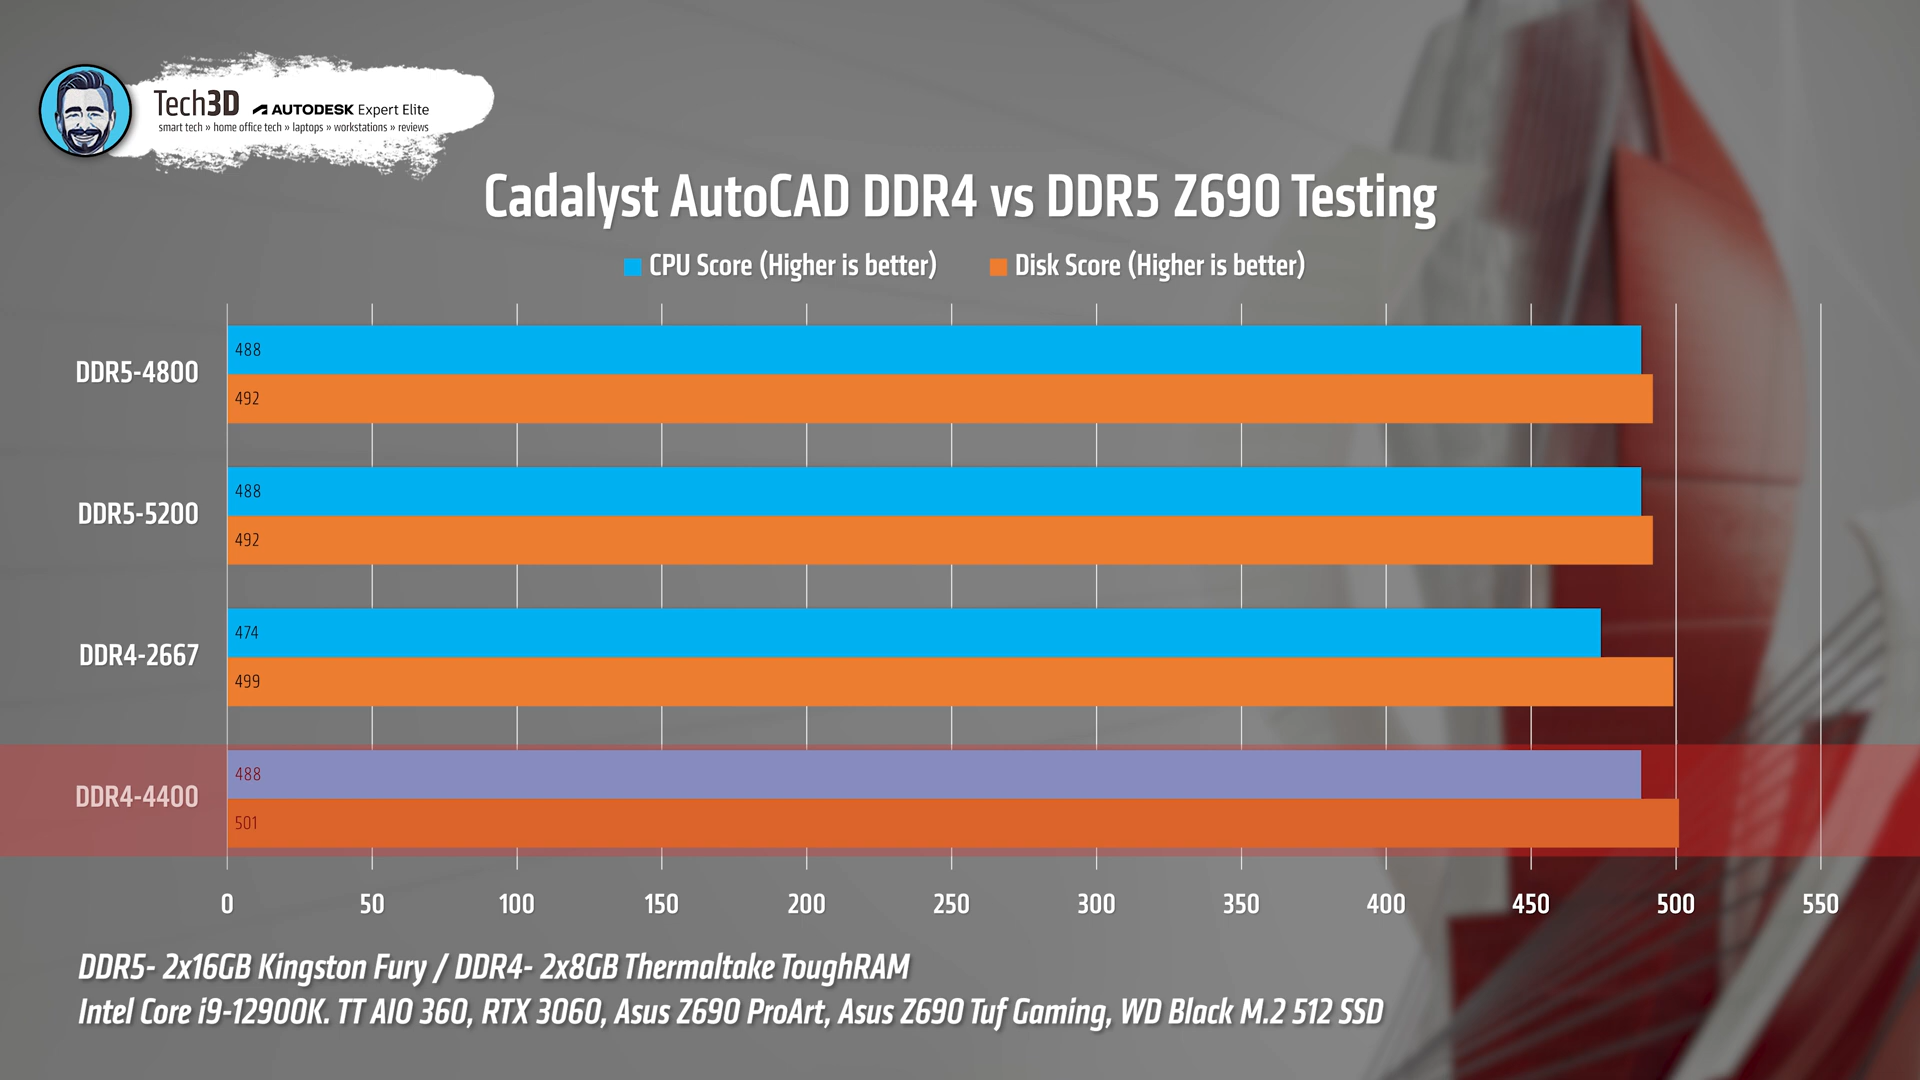 Tech3D AUTODESK Expert Elite
smart tech » home office tech » laptops » workstations » reviews
Cadalyst AutoCAD DDR4 vs DDR5 Z690 Testing
CPU Score (Higher is better) Disk Score (Higher is better)
DDR5-4800
488
492
DDR5-5200
488
492
DDR4-2667
474
499
DDR4-4400
488
501
0 50 100 150 200 250 300 350 400 450 500 550
DDR5- 2x16GB Kingston Fury / DDR4- 2x8GB Thermaltake ToughRAM
Intel Core i9-12900K. TT AIO 360, RTX 3060, Asus Z690 ProArt, Asus Z690 Tuf Gaming, WD Black M.2 512 SSD